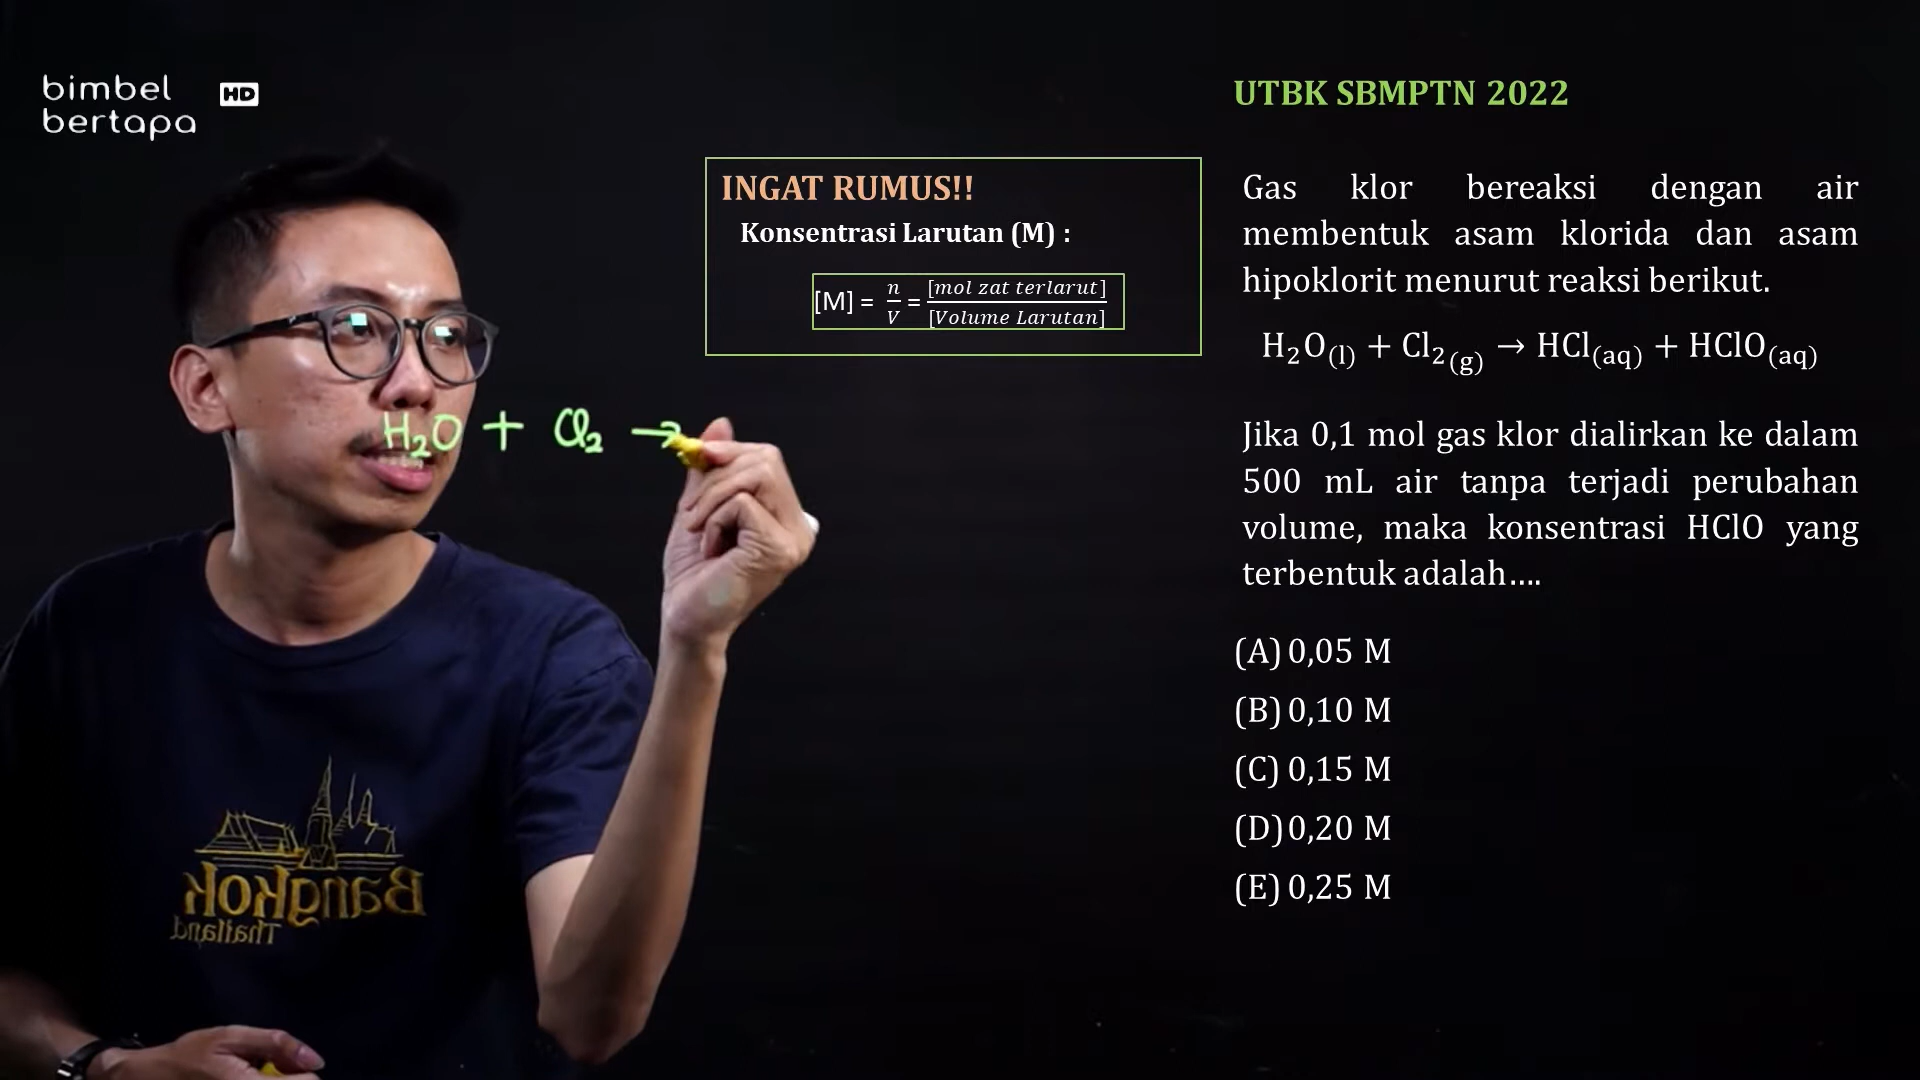 bimbel
bertapa
HD
UTBK SBMPTN 2022
INGAT RUMUS!!
Konsentrasi Larutan (M) :
[M] = n/V = [mol zat terlarut]/[Volume Larutan]
H₂O + Cl₂ →
Gas klor bereaksi dengan air
membentuk asam klorida dan asam
hipoklorit menurut reaksi berikut.
H₂O(l) + Cl₂(g) → HCl(aq) + HClO(aq)
Jika 0,1 mol gas klor dialirkan ke dalam
500 mL air tanpa terjadi perubahan
volume, maka konsentrasi HClO yang
terbentuk adalah....
(A) 0,05 M
(B) 0,10 M
(C) 0,15 M
(D) 0,20 M
(E) 0,25 M
Bangkok
Thailand